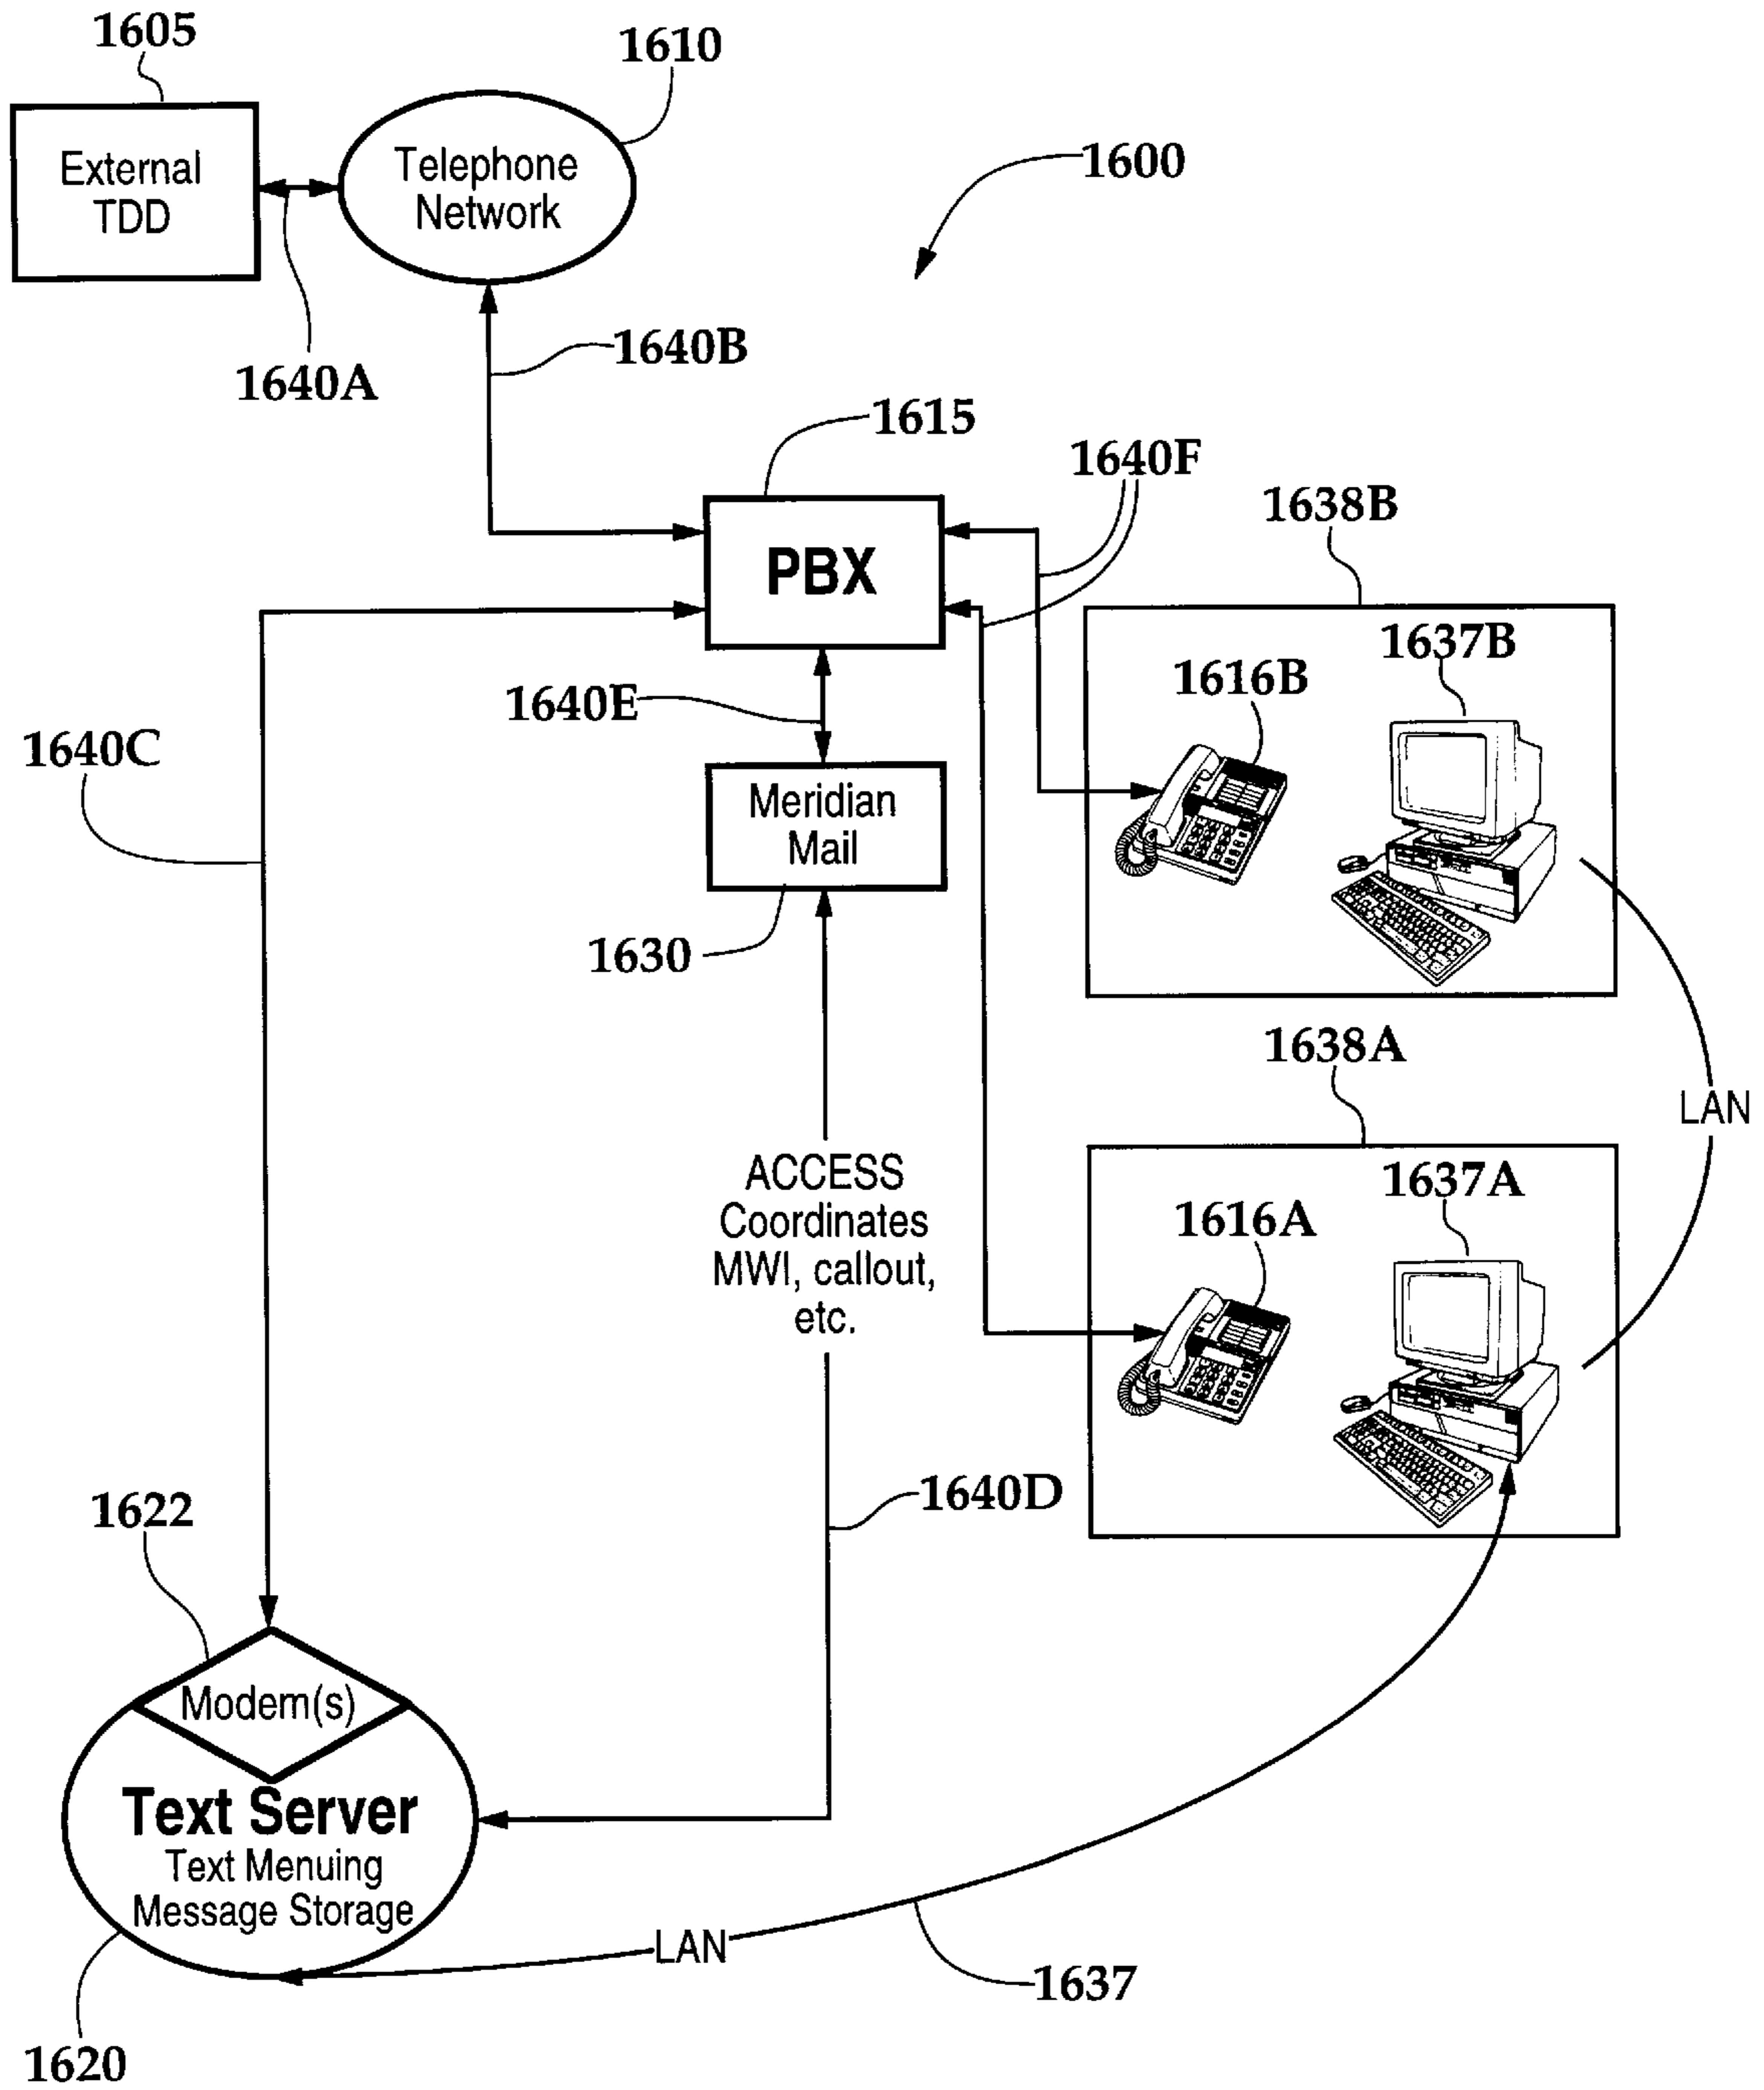 1605
1610
External
TDD
Telephone
Network
1600
1640A
1640B
1615
1640F
1638B
PBX
1637B
1616B
1640E
1640C
Meridian
Mail
1630
1638A
LAN
1637A
1616A
ACCESS
Coordinates
MWI, callout,
etc.
1640D
1622
Modem(s)
Text Server
Text Menuing
Message Storage
LAN
1637
1620